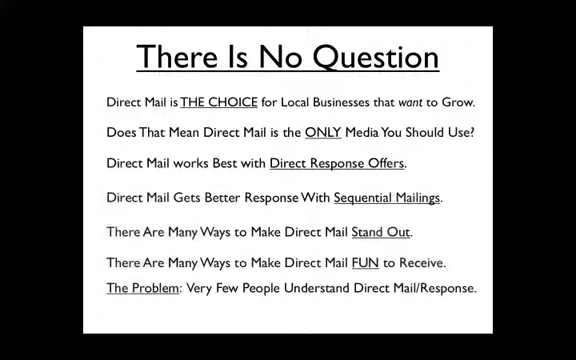 There Is No Question
Direct Mail is THE CHOICE for Local Businesses that want to Grow.
Does That Mean Direct Mail is the ONLY Media You Should Use?
Direct Mail works Best with Direct Response Offers.
Direct Mail Gets Better Response With Sequential Mailings.
There Are Many Ways to Make Direct Mail Stand Out.
There Are Many Ways to Make Direct Mail FUN to Receive.
The Problem: Very Few People Understand Direct Mail/Response.